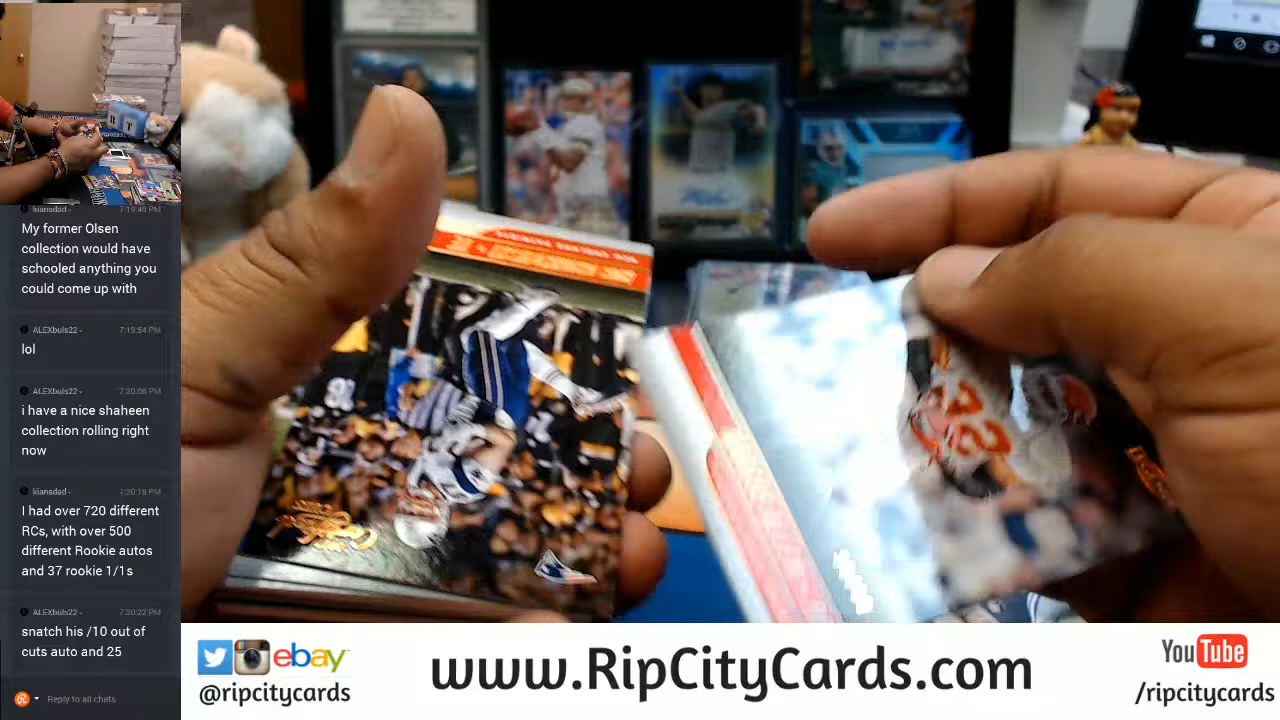 kiansdad - 7:19:49 PM
My former Olsen
collection would have
schooled anything you
could come up with
ALEXbuls22 - 7:19:54 PM
lol
ALEXbuls22 - 7:20:06 PM
i have a nice shaheen
collection rolling right
now
kiansdad - 7:20:16 PM
I had over 720 different
RCs, with over 500
different Rookie autos
and 37 rookie 1/1s
ALEXbuls22 - 7:20:22 PM
snatch his /10 out of
cuts auto and 25
Reply to all chats
32
ebay
@ripcitycards
www.RipCityCards.com
YouTube
/ripcitycards